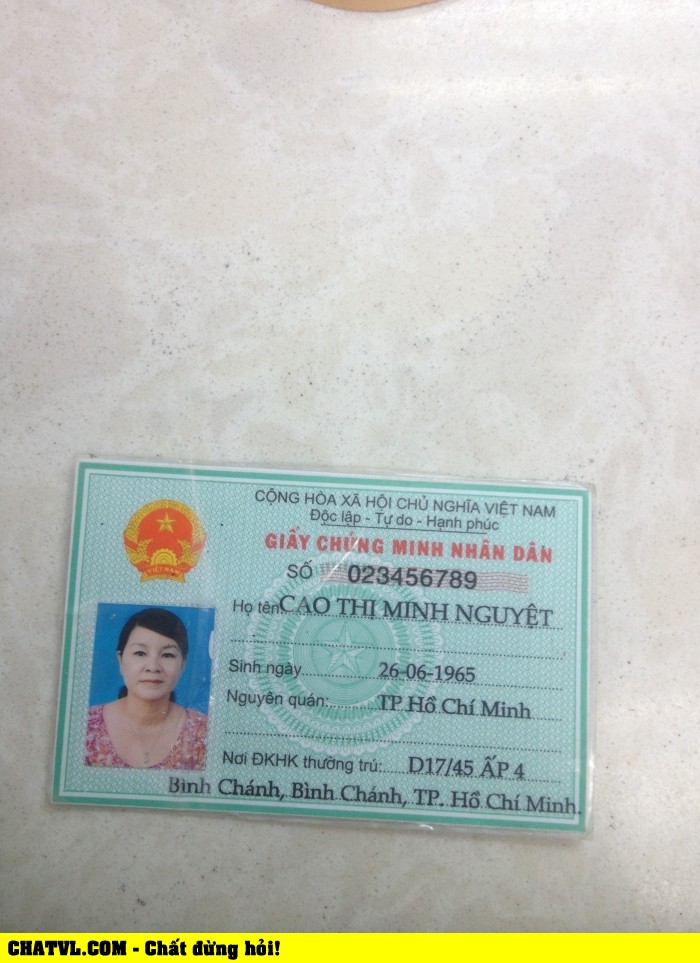 CỘNG HÒA XÃ HỘI CHỦ NGHĨA VIỆT NAM
Độc lập - Tự do - Hạnh phúc
GIẤY CHỨNG MINH NHÂN DÂN
SỐ 023456789
Họ tên CAO THỊ MINH NGUYỆT
Sinh ngày 26-06-1965
Nguyên quán: TP Hồ Chí Minh
Nơi ĐKHK thường trú: D17/45 ẤP 4
Bình Chánh, Bình Chánh, TP. Hồ Chí Minh.
VIỆT NAM
CHATVL.COM - Chất đừng hỏi!